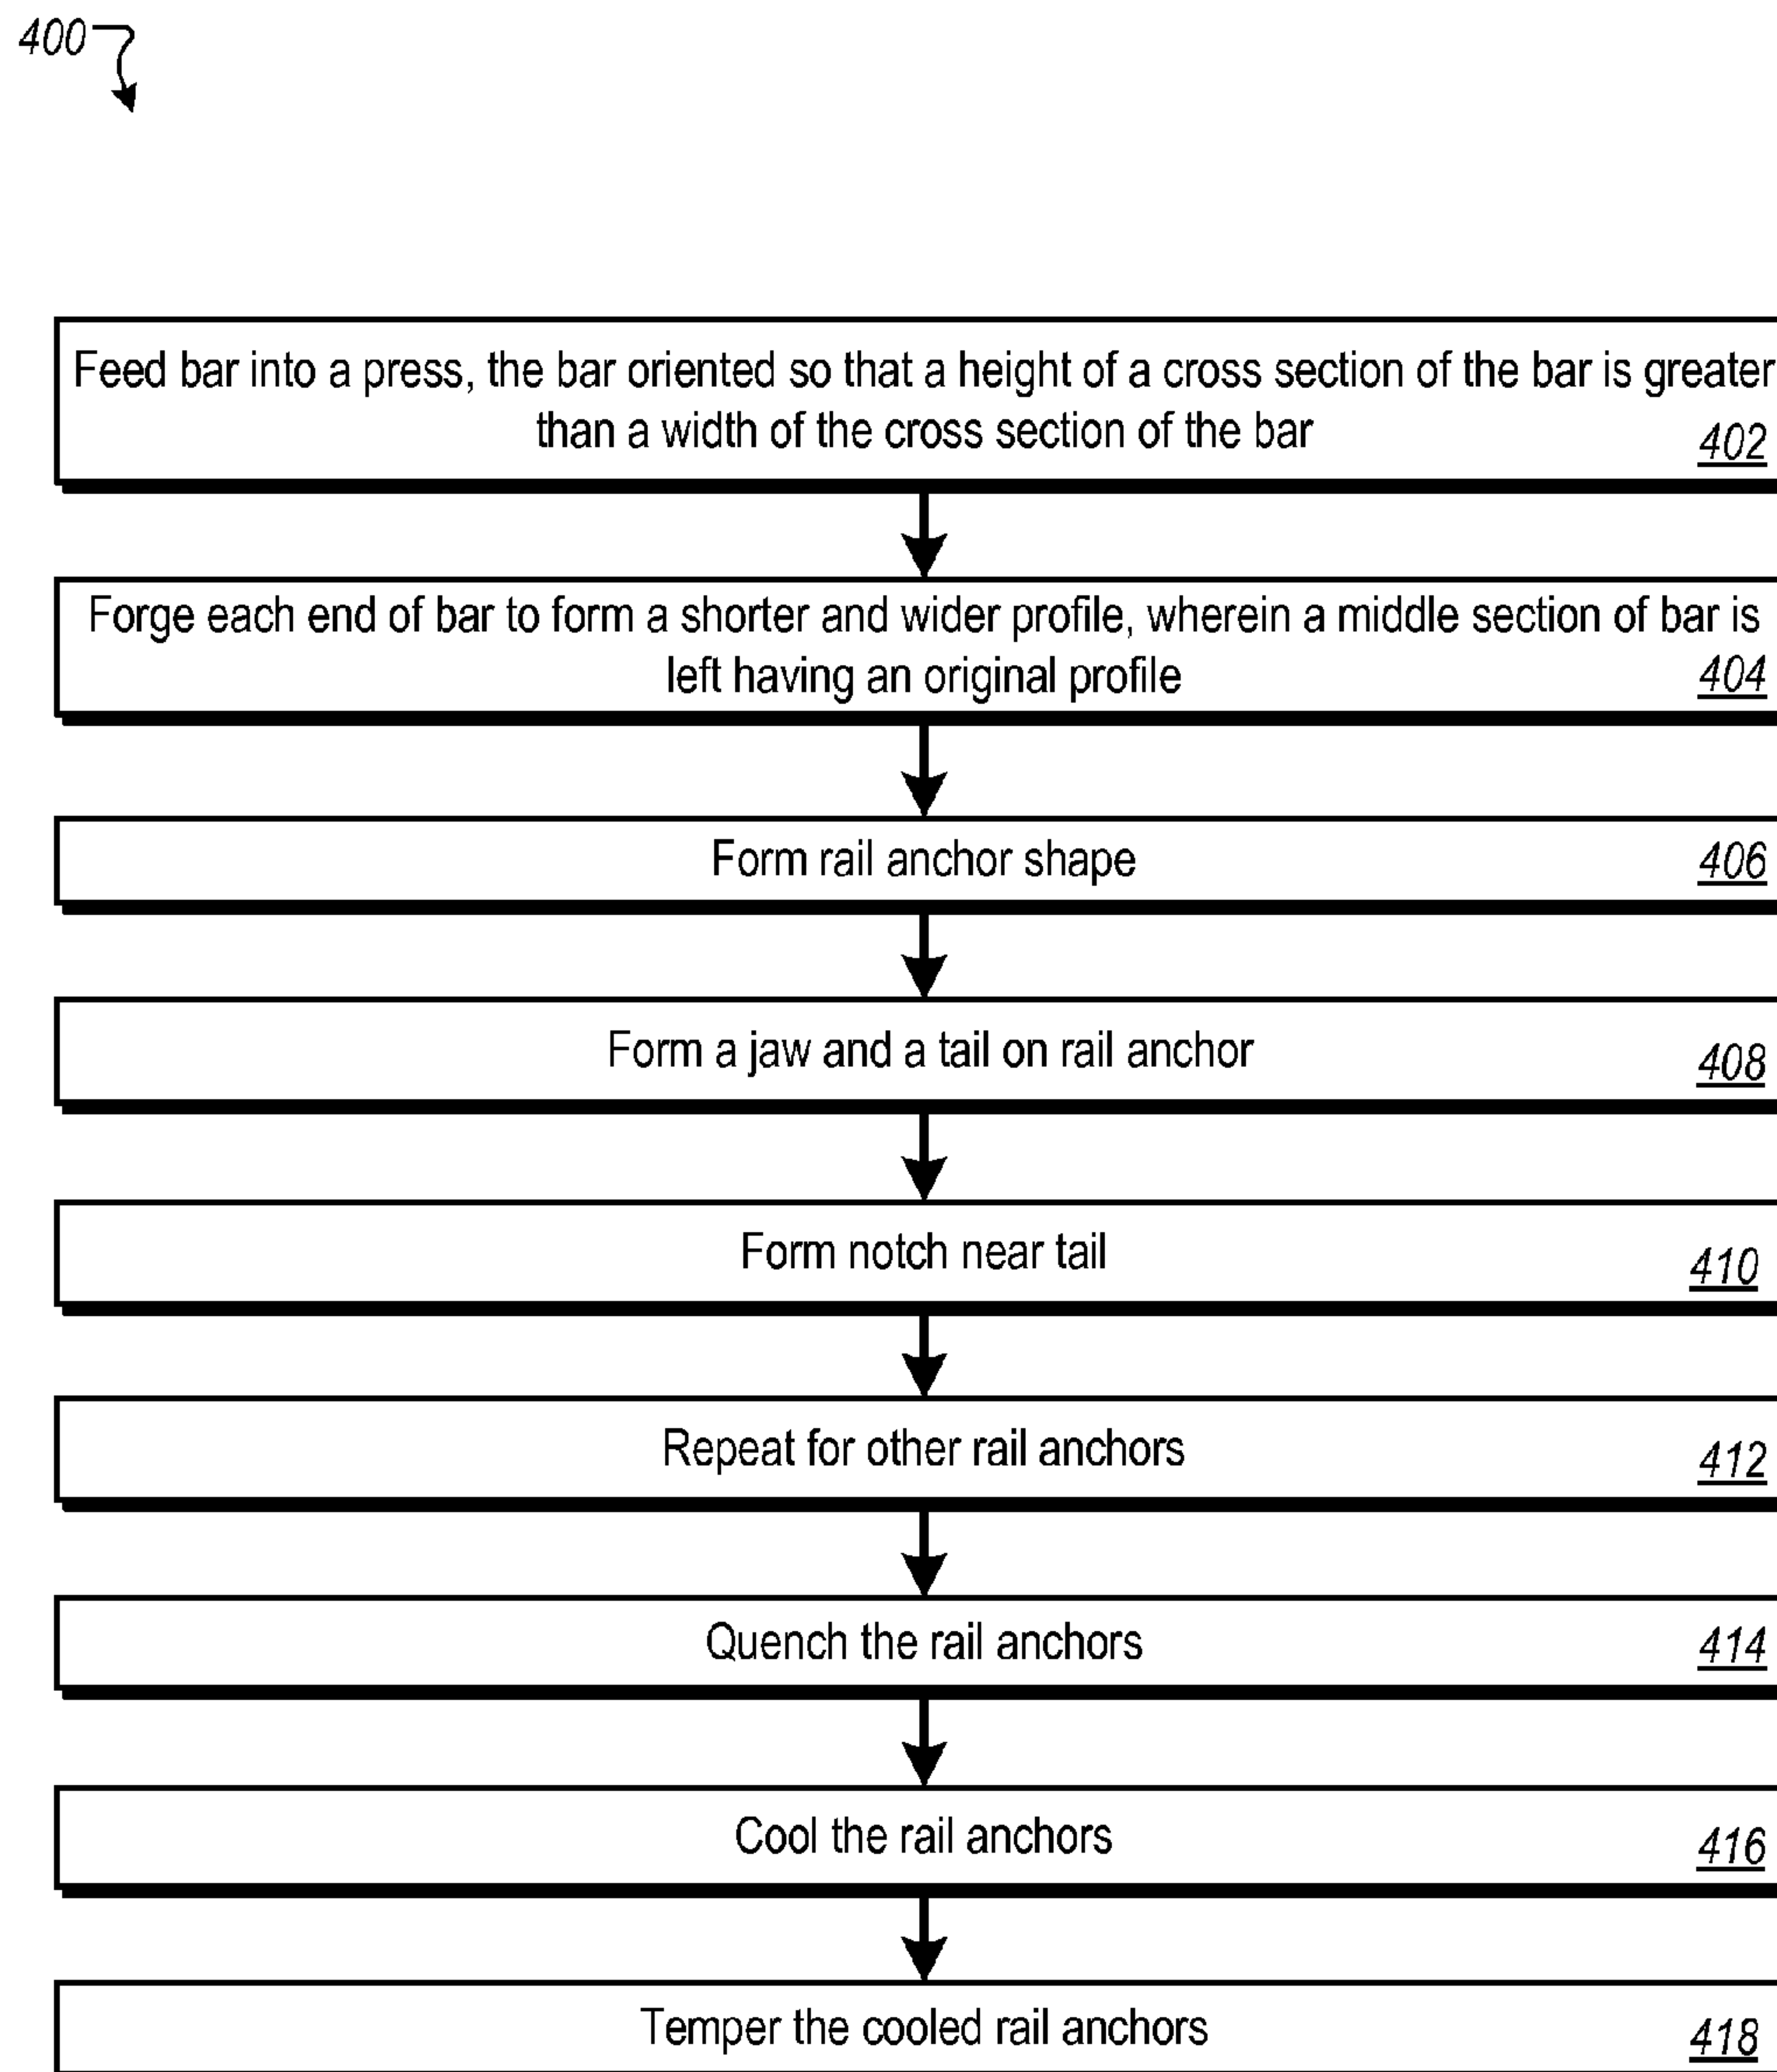 400
Feed bar into a press, the bar oriented so that a height of a cross section of the bar is greater
than a width of the cross section of the bar
402
Forge each end of bar to form a shorter and wider profile, wherein a middle section of bar is
left having an original profile
404
Form rail anchor shape
406
Form a jaw and a tail on rail anchor
408
Form notch near tail
410
Repeat for other rail anchors
412
Quench the rail anchors
414
Cool the rail anchors
416
Temper the cooled rail anchors
418